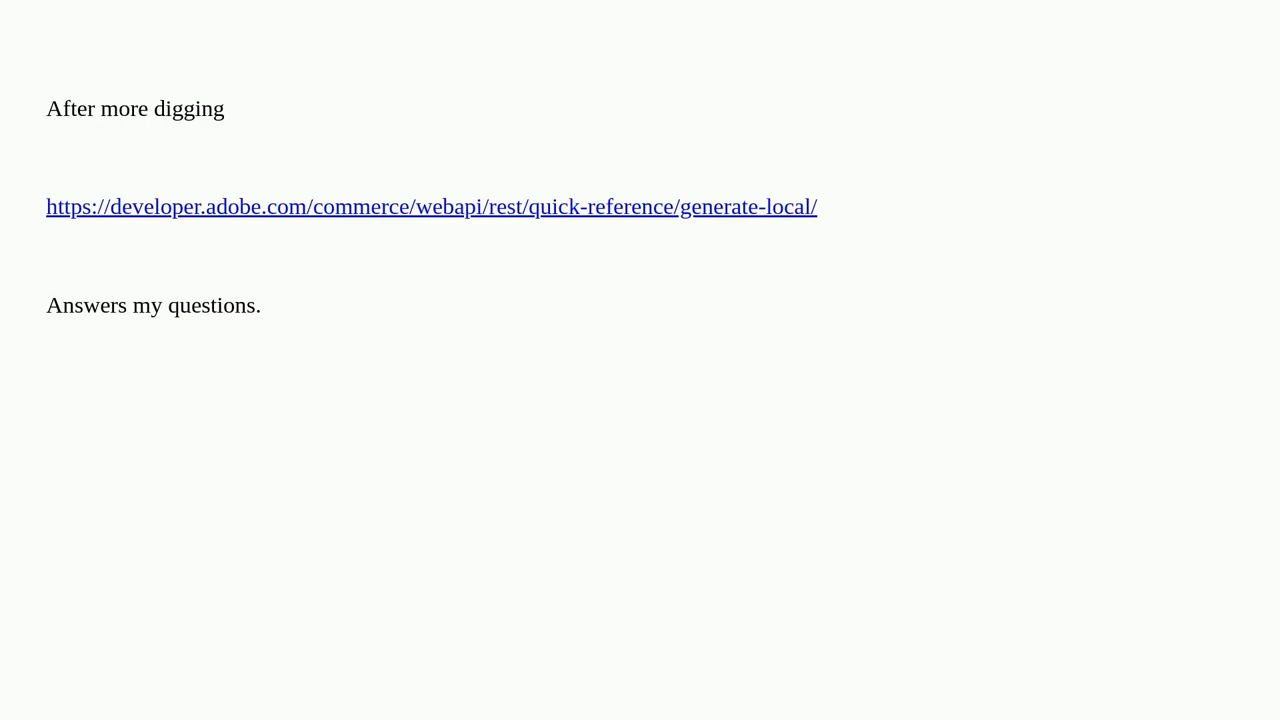 After more digging
https://developer.adobe.com/commerce/webapi/rest/quick-reference/generate-local/
Answers my questions.